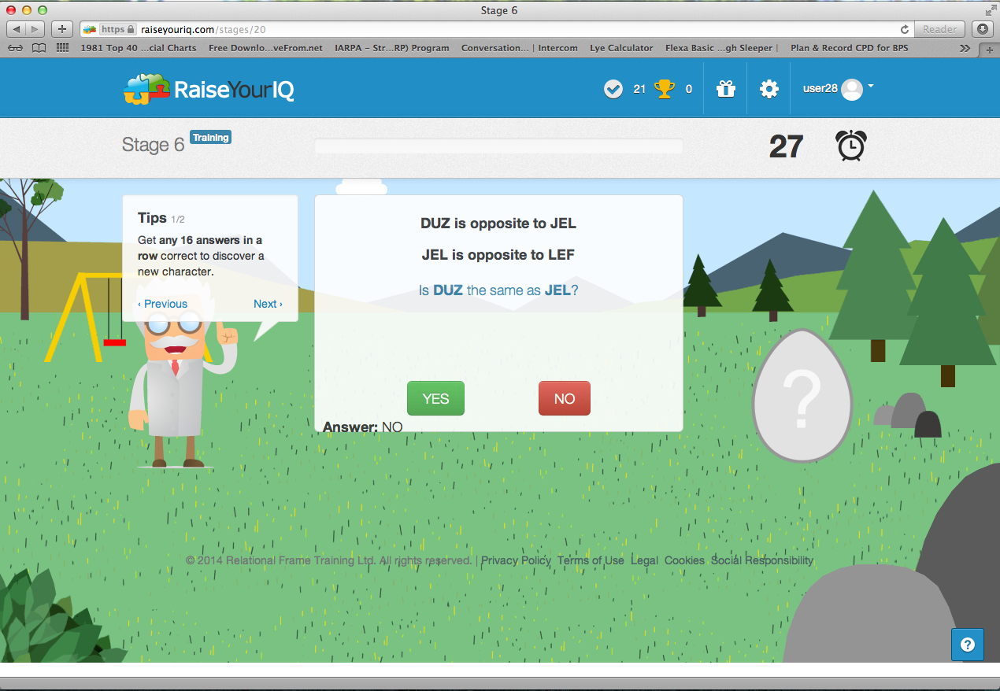 Stage 6
https raiseyouriq.com/stages/20 Reader
1981 Top 40 ...cial Charts Free Downlo...veFrom.net IARPA - Str...RP) Program Conversation... | Intercom Lye Calculator Flexa Basic ...gh Sleeper | Plan & Record CPD for BPS
RaiseYourIQ 21 0 user28
Stage 6 Training 27
Tips 1/2
Get any 16 answers in a
row correct to discover a
new character.
‹ Previous Next ›
DUZ is opposite to JEL
JEL is opposite to LEF
Is DUZ the same as JEL?
YES NO
Answer: NO
?
© 2014 Relational Frame Training Ltd. All rights reserved. | Privacy Policy Terms of Use Legal Cookies Social Responsibility
?